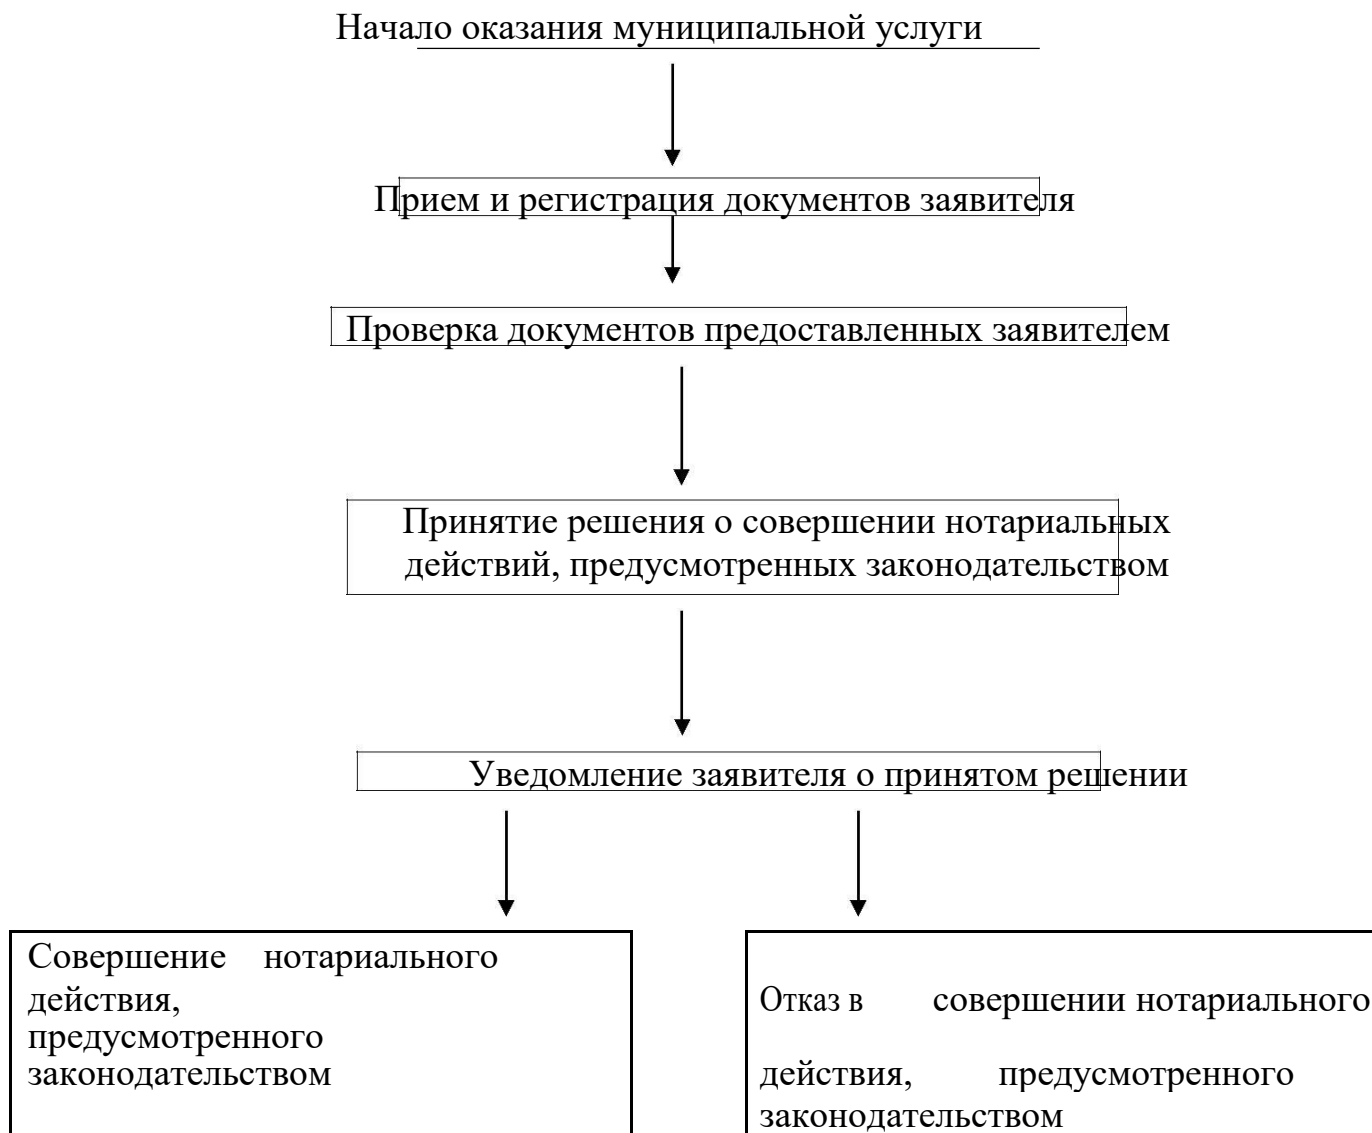 Начало оказания муниципальной услуги
Прием и регистрация документов заявителя
Проверка документов предоставленных заявителем
Принятие решения о совершении нотариальных
действий, предусмотренных законодательством
Уведомление заявителя о принятом решении
Совершение нотариального
действия,
предусмотренного
законодательством
Отказ в совершении нотариального
действия, предусмотренного
законодательством